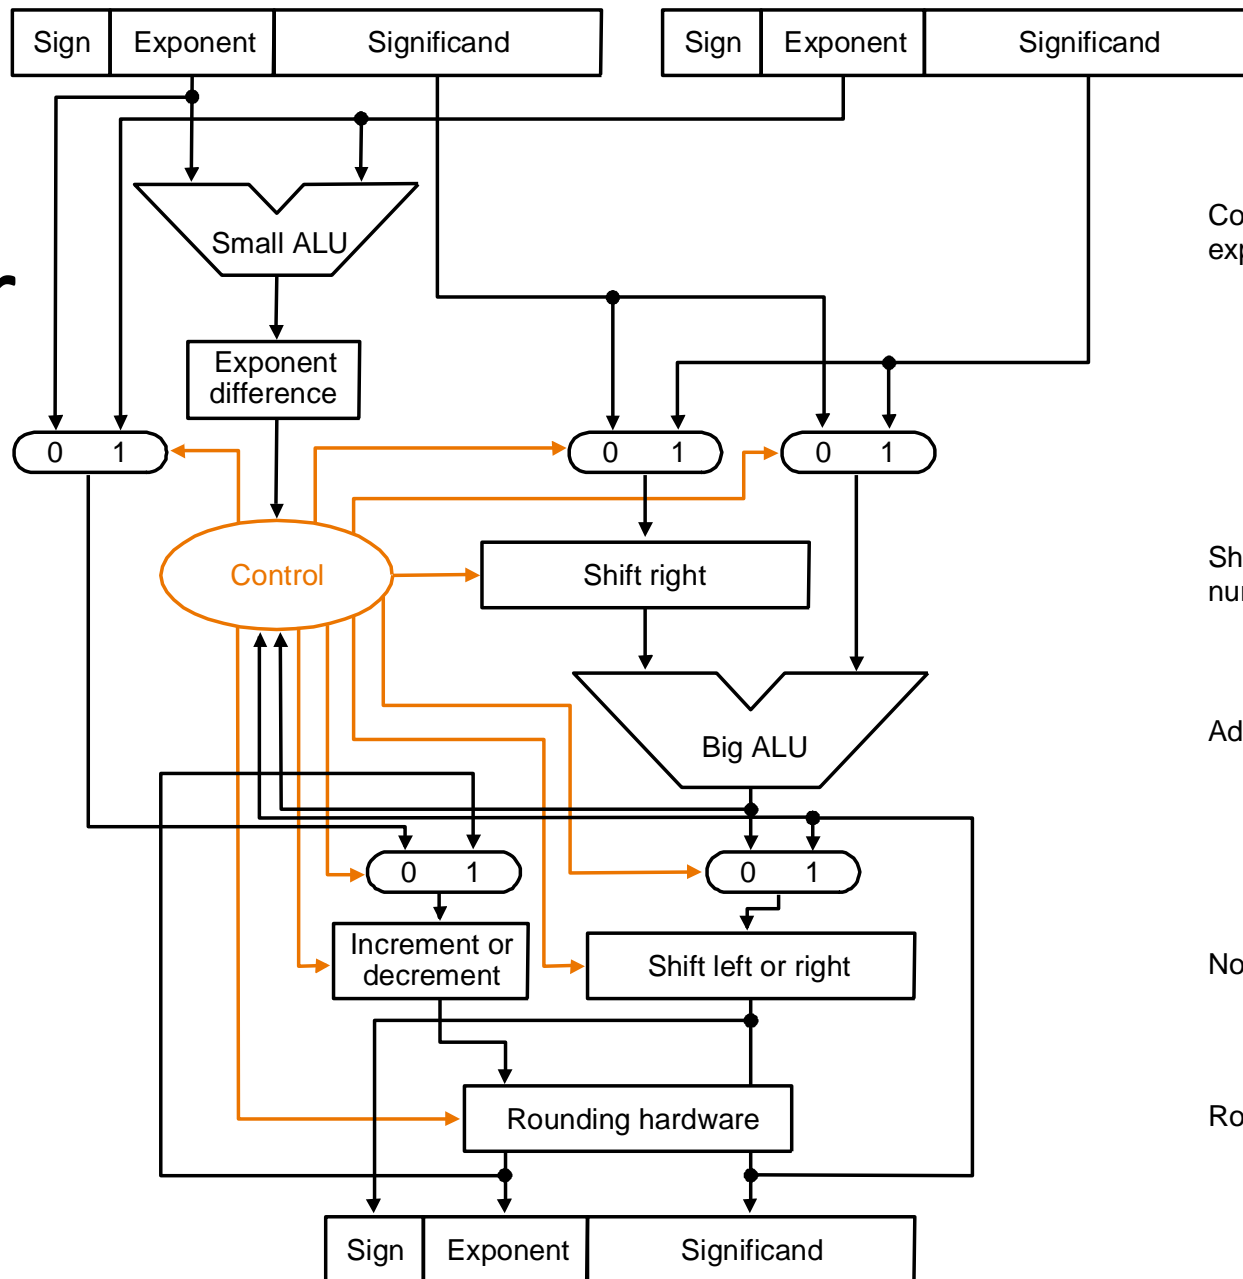 Sign Exponent Significand Sign Exponent Significand
Small ALU
Exponent
difference
0 1 0 1 0 1
Control
Shift right
Big ALU
0 1 0 1
Increment or
decrement
Shift left or right
Rounding hardware
Sign Exponent Significand